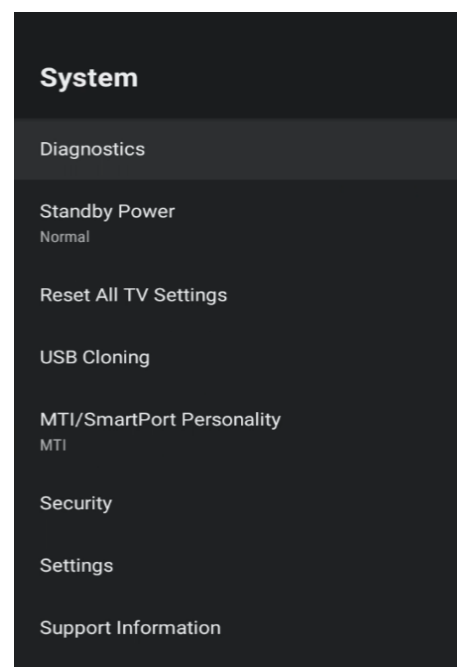 System
Diagnostics
Standby Power
Normal
Reset All TV Settings
USB Cloning
MTI/SmartPort Personality
MTI
Security
Settings
Support Information